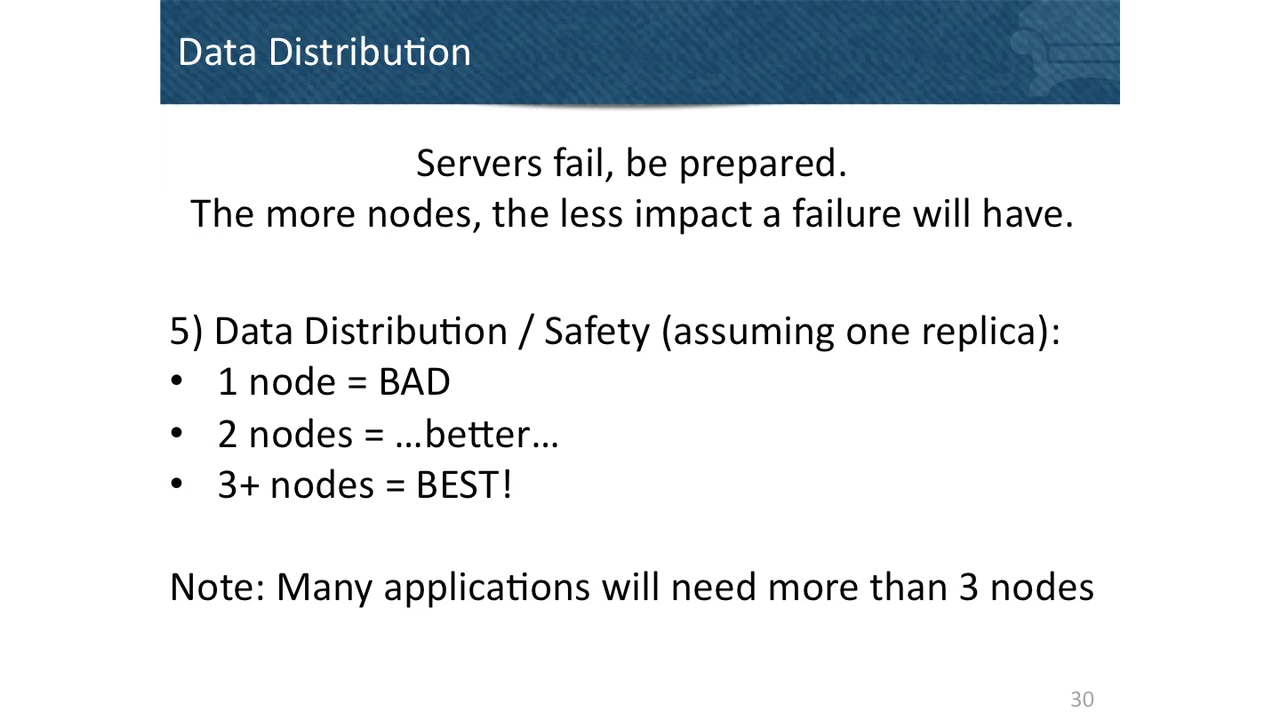 Data Distribution
Servers fail, be prepared.
The more nodes, the less impact a failure will have.
5) Data Distribution / Safety (assuming one replica):
• 1 node = BAD
• 2 nodes = …better…
• 3+ nodes = BEST!
Note: Many applications will need more than 3 nodes
30